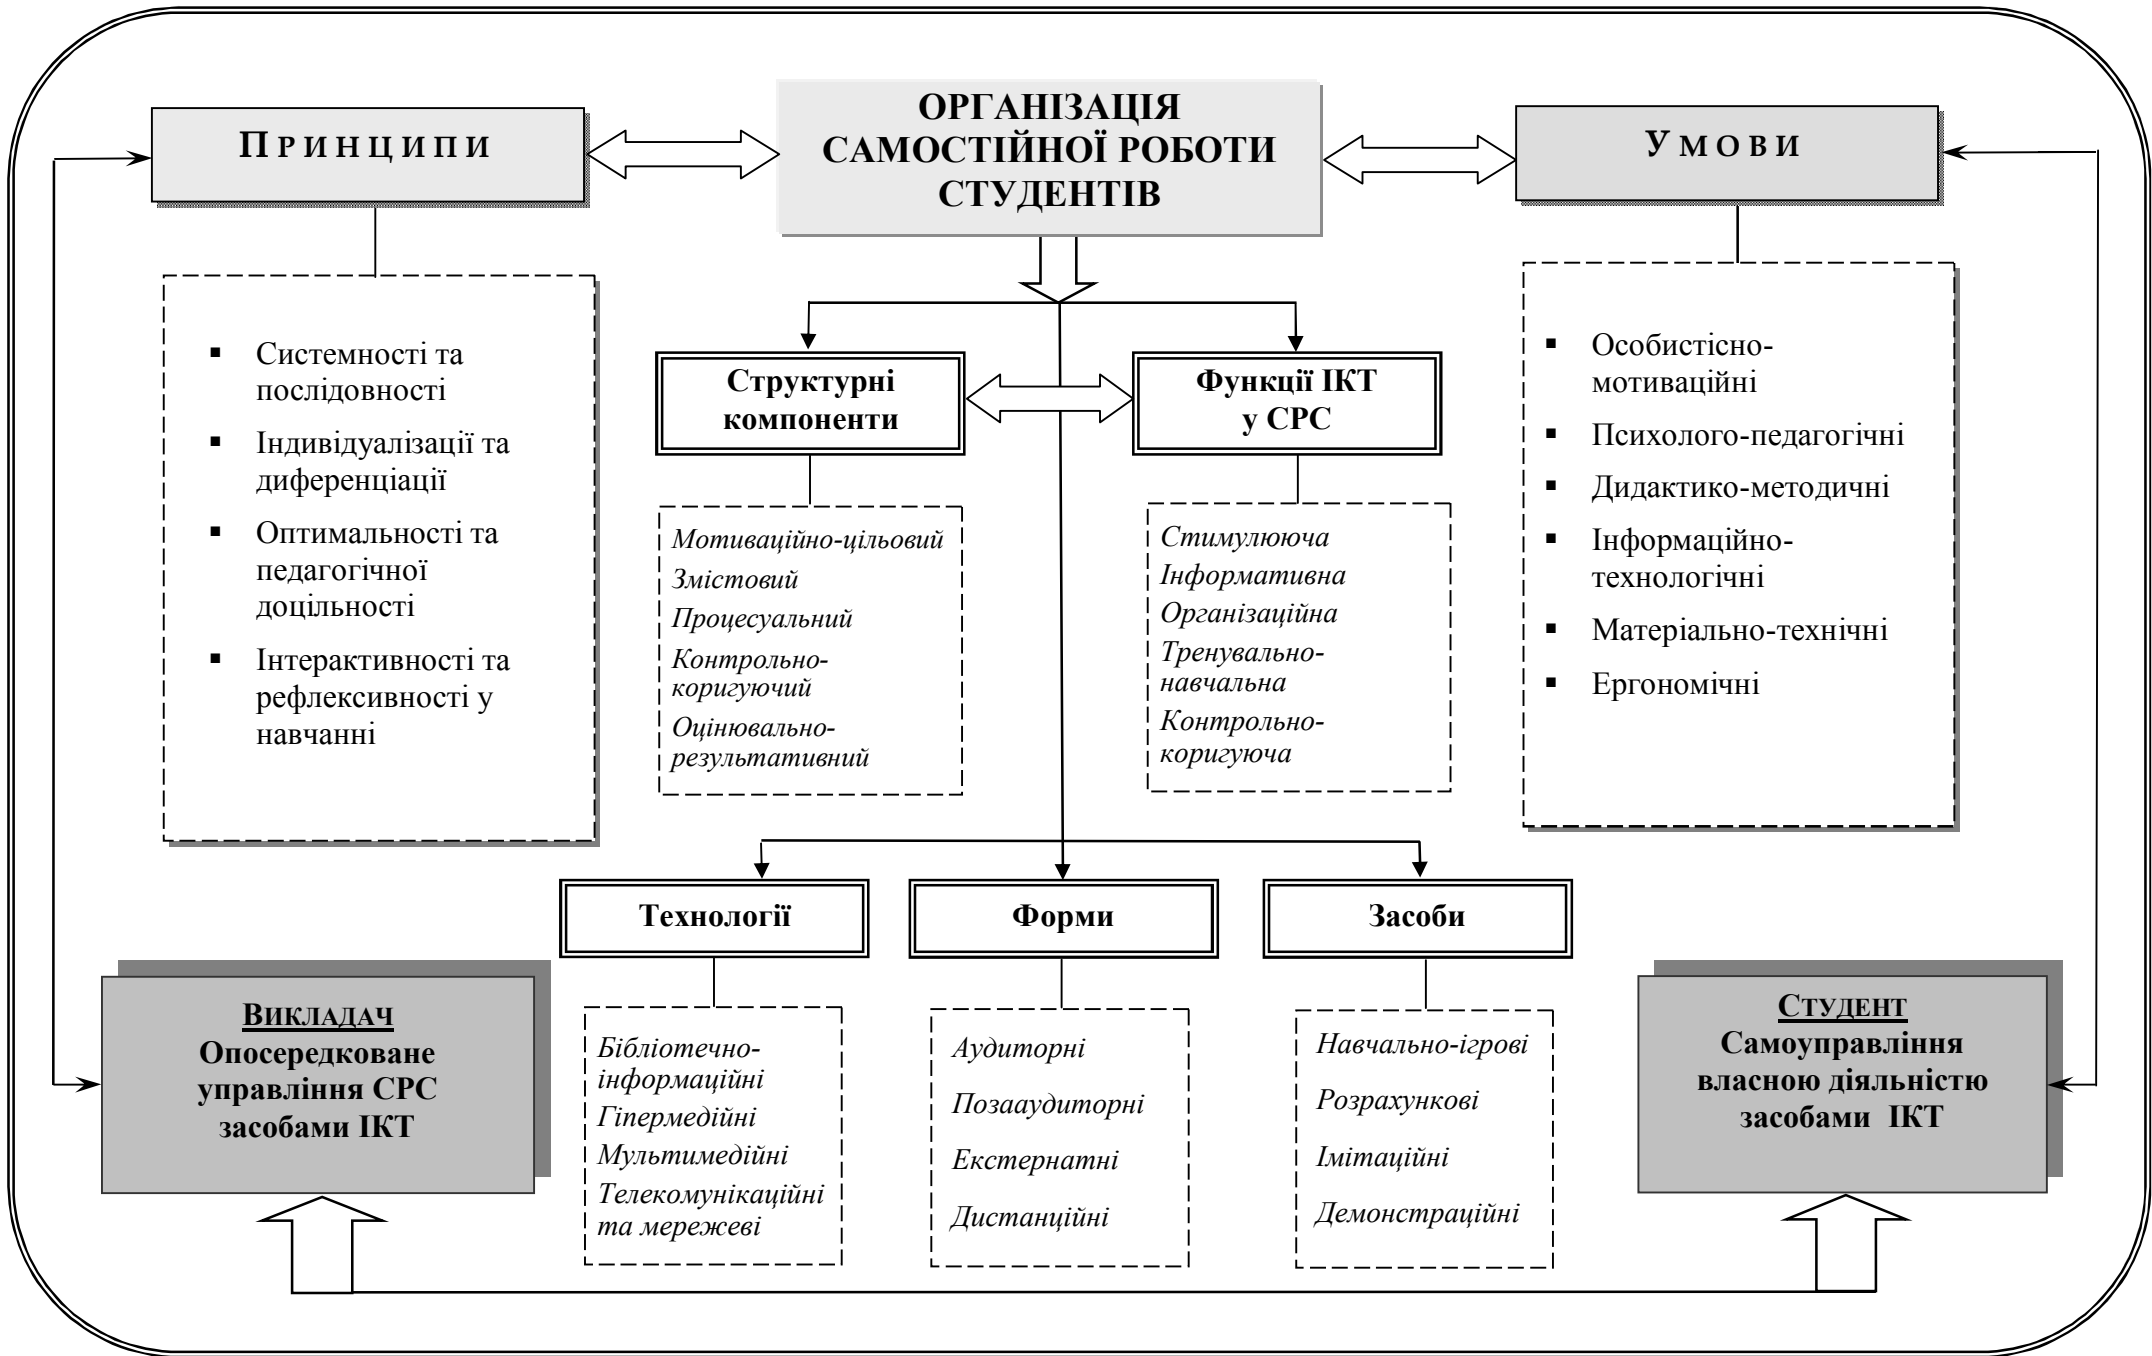 ПРИНЦИПИ
ОРГАНІЗАЦІЯ
САМОСТІЙНОЇ РОБОТИ
СТУДЕНТІВ
УМОВИ
▪ Системності та
послідовності
▪ Індивідуалізації та
диференціації
▪ Оптимальності та
педагогічної
доцільності
▪ Інтерактивності та
рефлексивності у
навчанні
Структурні
компоненти
Мотиваційно-цільовий
Змістовий
Процесуальний
Контрольно-
коригуючий
Оцінювально-
результативний
Функції ІКТ
у СРС
Стимулююча
Інформативна
Організаційна
Тренувально-
навчальна
Контрольно-
коригуюча
▪ Особистісно-
мотиваційні
▪ Психолого-педагогічні
▪ Дидактико-методичні
▪ Інформаційно-
технологічні
▪ Матеріально-технічні
▪ Ергономічні
ВИКЛАДАЧ
Опосередковане
управління СРС
засобами ІКТ
Технології
Бібліотечно-
інформаційні
Гіпермедійні
Мультимедійні
Телекомунікаційні
та мережеві
Форми
Аудиторні
Позааудиторні
Екстернатні
Дистанційні
Засоби
Навчально-ігрові
Розрахункові
Імітаційні
Демонстраційні
СТУДЕНТ
Самоуправління
власною діяльністю
засобами ІКТ